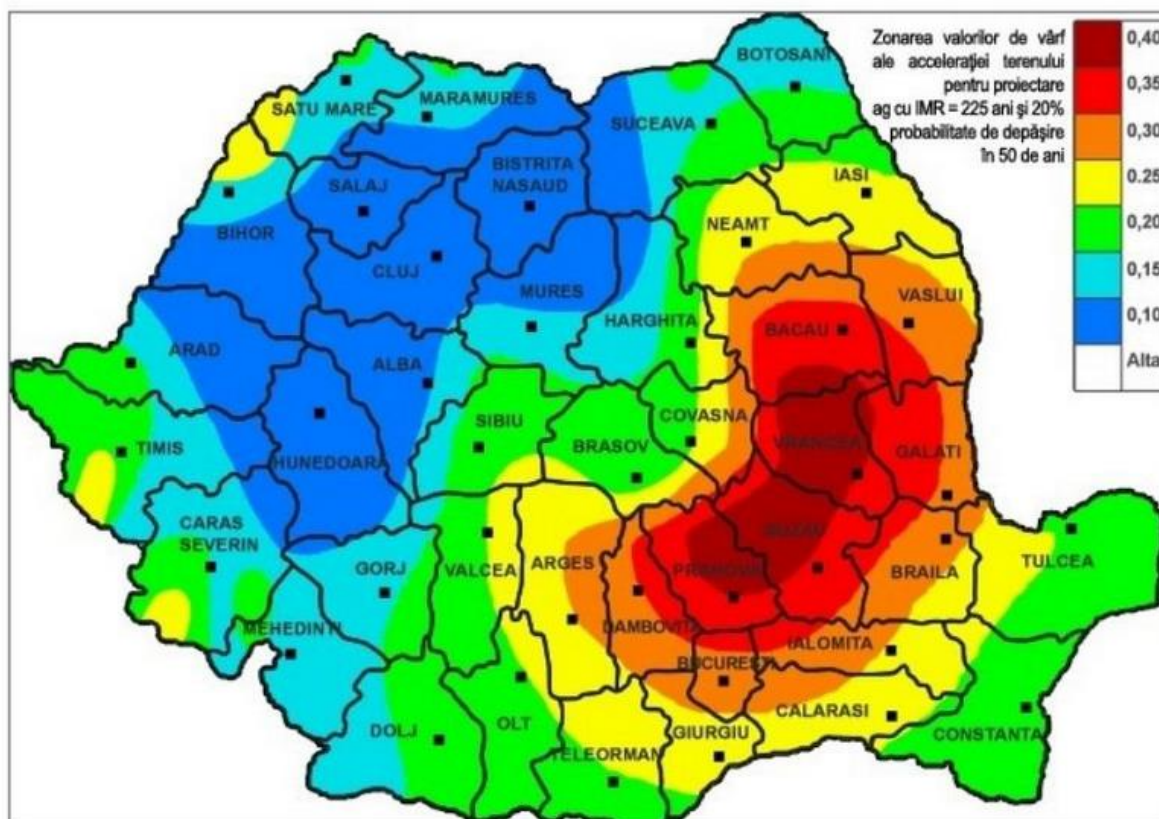 Zonarea valorilor de vârf
ale accelerației terenului
pentru proiectare
ag cu IMR = 225 ani și 20%
probabilitate de depășire
în 50 de ani
0,40
0,35
0,30
0.25
0,20
0,15
0,10
Alta
BOTOSANI
SATU MARE
MARAMURES
SUCEAVA
IASI
BISTRITA
NASAUD
SALAJ
NEAMT
BIHOR
CLUJ
MURES
VASLUI
HARGHITA
BACAU
ARAD
ALBA
COVASNA
SIBIU
BRASOV
VRANCEA
GALATI
TIMIS
HUNEDOARA
CARAS
SEVERIN
BUZAU
TULCEA
GORJ
VALCEA
ARGES
PRAHOVA
BRAILA
DAMBOVITA
MEHEDINTI
IALOMITA
BUCURESTI
CALARASI
DOLJ
OLT
GIURGIU
CONSTANTA
TELEORMAN